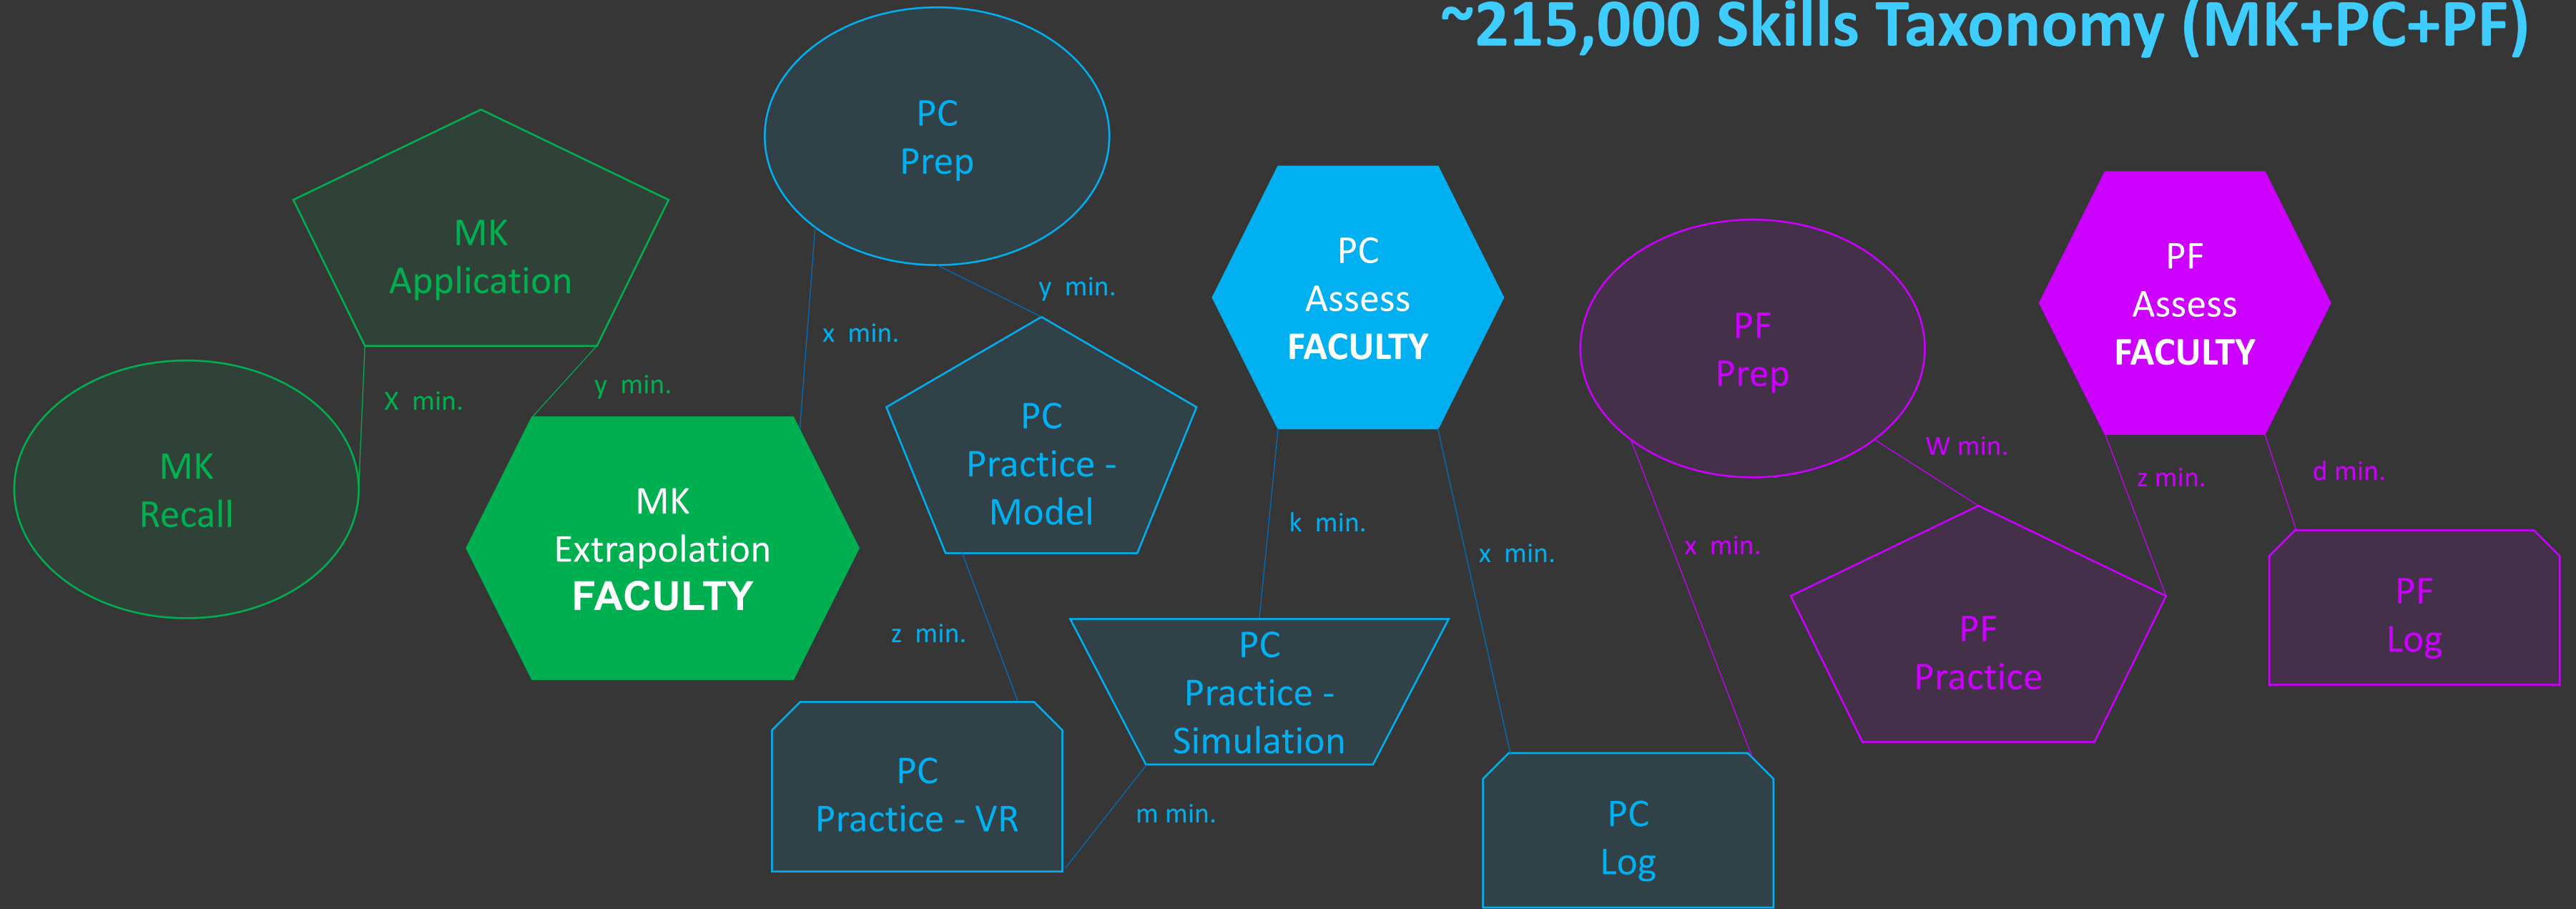 ~215,000 Skills Taxonomy (MK+PC+PF)
MK
Recall
X  min.
MK
Application
y  min.
MK
Extrapolation
FACULTY
x  min.
PC
Prep
y  min.
PC
Practice -
Model
z  min.
PC
Practice - VR
m min.
PC
Practice -
Simulation
k  min.
PC
Assess
FACULTY
x  min.
PC
Log
x  min.
PF
Prep
W min.
PF
Practice
z min.
PF
Assess
FACULTY
d min.
PF
Log